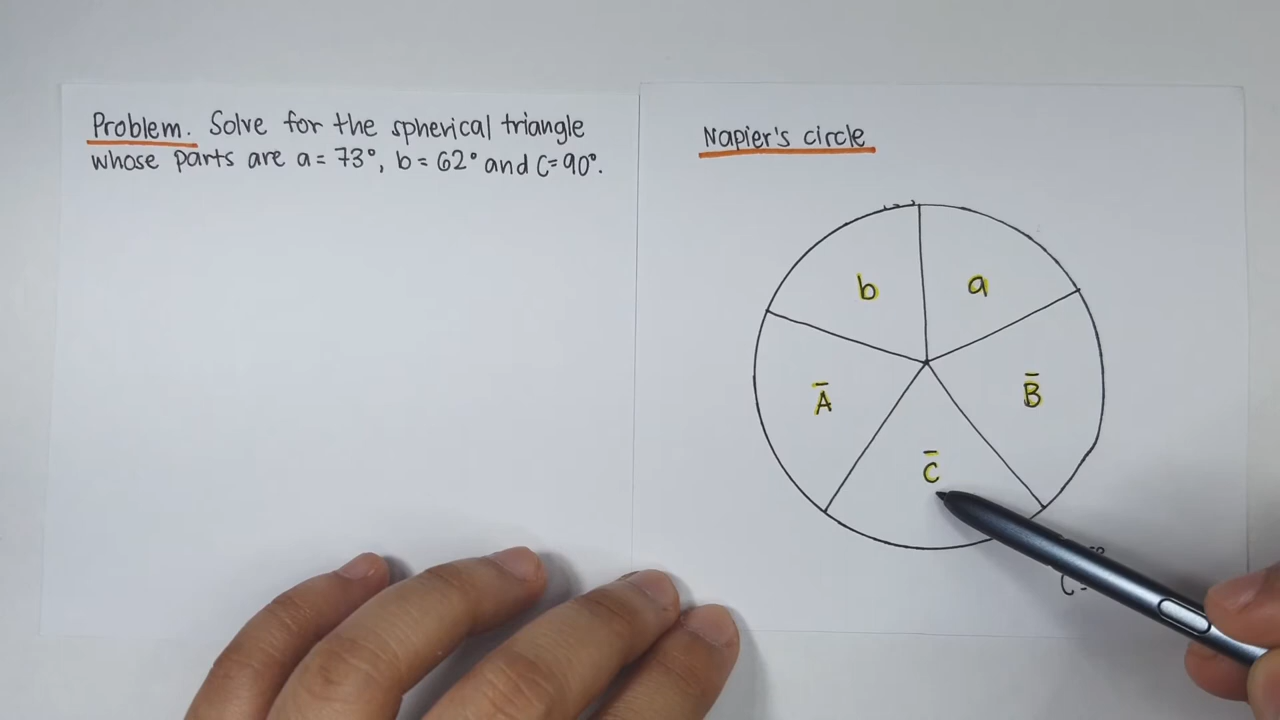 Problem. Solve for the spherical triangle
whose parts are a = 73°, b = 62° and C = 90°.
Napier's circle
b
a
A̅
B̅
c̅